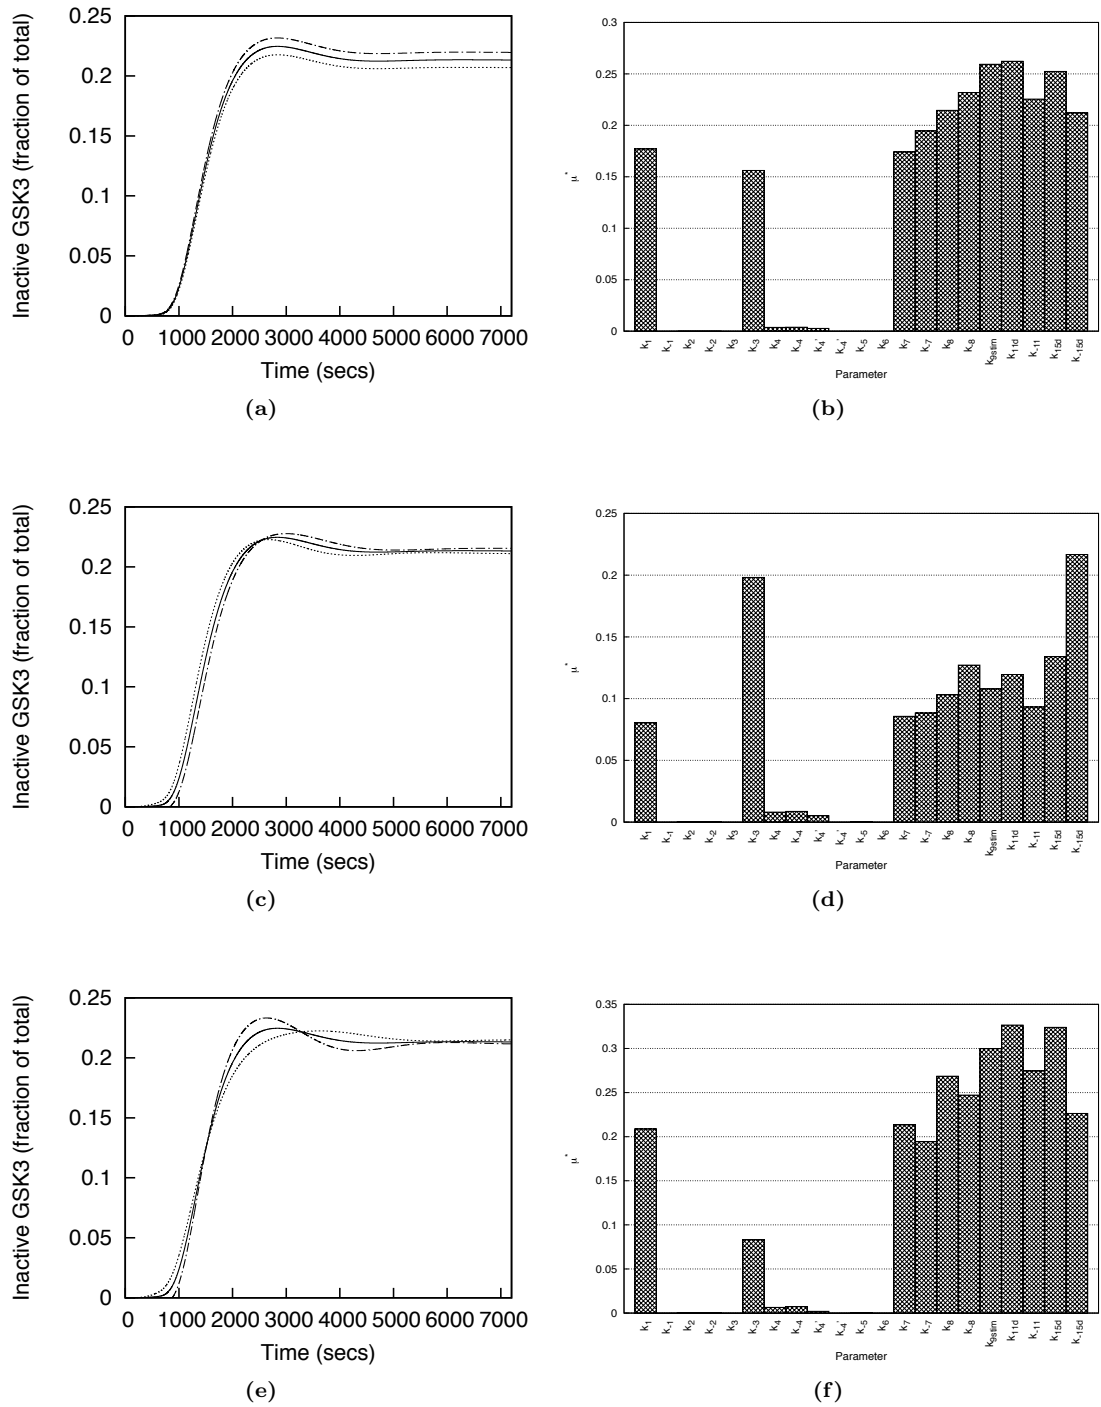 Inactive GSK3 (fraction of total)
0.25
0.2
0.15
0.1
0.05
0
0 1000 2000 3000 4000 5000 6000 7000
Time (secs)
(a)
μ*
0.3
0.25
0.2
0.15
0.1
0.05
0
k1 k-1 k2 k-2 k3 k-3 k4 k-4 k4' k-4' k-5 k6 k7 k-7 k8 k-8 k9stim k11d k-11 k15d k-15d
Parameter
(b)
Inactive GSK3 (fraction of total)
0.25
0.2
0.15
0.1
0.05
0
0 1000 2000 3000 4000 5000 6000 7000
Time (secs)
(c)
μ*
0.25
0.2
0.15
0.1
0.05
0
k1 k-1 k2 k-2 k3 k-3 k4 k-4 k4' k-4' k-5 k6 k7 k-7 k8 k-8 k9stim k11d k-11 k15d k-15d
Parameter
(d)
Inactive GSK3 (fraction of total)
0.25
0.2
0.15
0.1
0.05
0
0 1000 2000 3000 4000 5000 6000 7000
Time (secs)
(e)
μ*
0.35
0.3
0.25
0.2
0.15
0.1
0.05
0
k1 k-1 k2 k-2 k3 k-3 k4 k-4 k4' k-4' k-5 k6 k7 k-7 k8 k-8 k9stim k11d k-11 k15d k-15d
Parameter
(f)